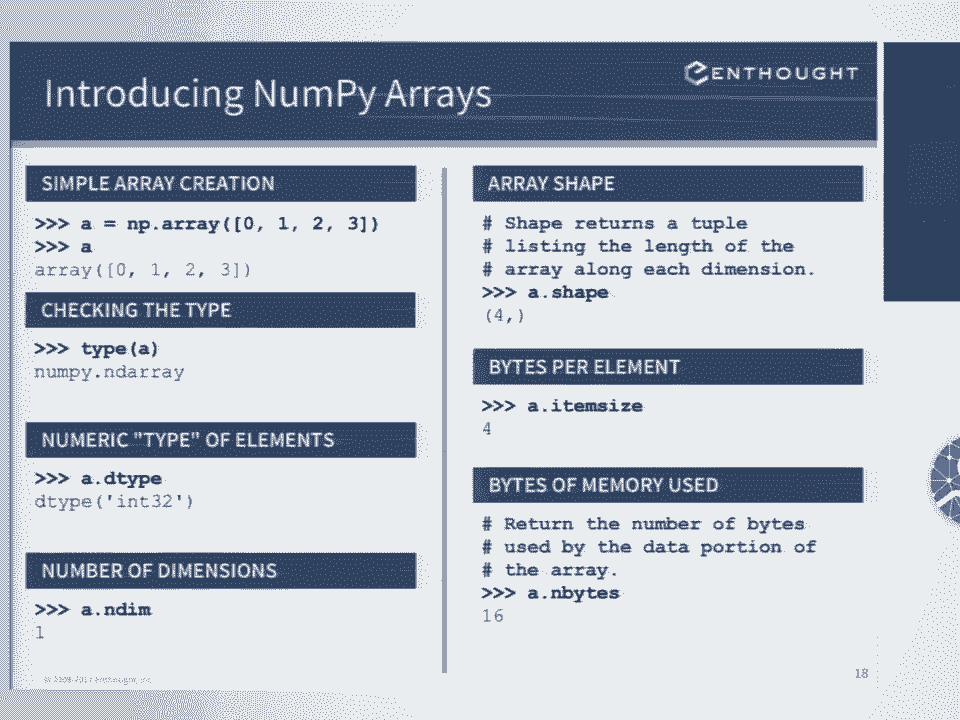 Introducing NumPy Arrays
ENTHOUGHT
SIMPLE ARRAY CREATION
>>> a = np.array([0, 1, 2, 3])
>>> a
array([0, 1, 2, 3])
CHECKING THE TYPE
>>> type(a)
numpy.ndarray
NUMERIC "TYPE" OF ELEMENTS
>>> a.dtype
dtype('int32')
NUMBER OF DIMENSIONS
>>> a.ndim
1
ARRAY SHAPE
# Shape returns a tuple
# listing the length of the
# array along each dimension.
>>> a.shape
(4,)
BYTES PER ELEMENT
>>> a.itemsize
4
BYTES OF MEMORY USED
# Return the number of bytes
# used by the data portion of
# the array.
>>> a.nbytes
16
18